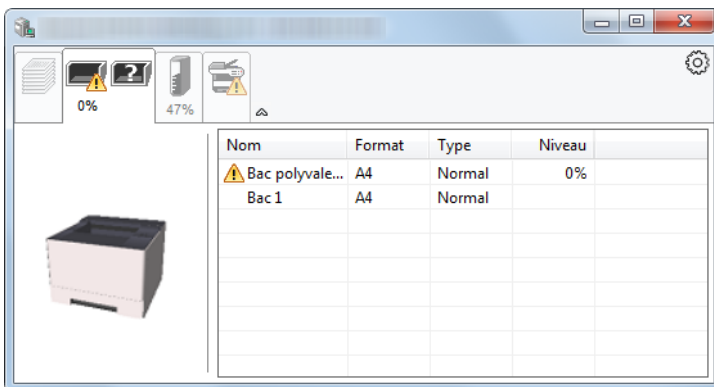 0%
47%
Nom Format Type Niveau
Bac polyvale... A4 Normal 0%
Bac 1 A4 Normal